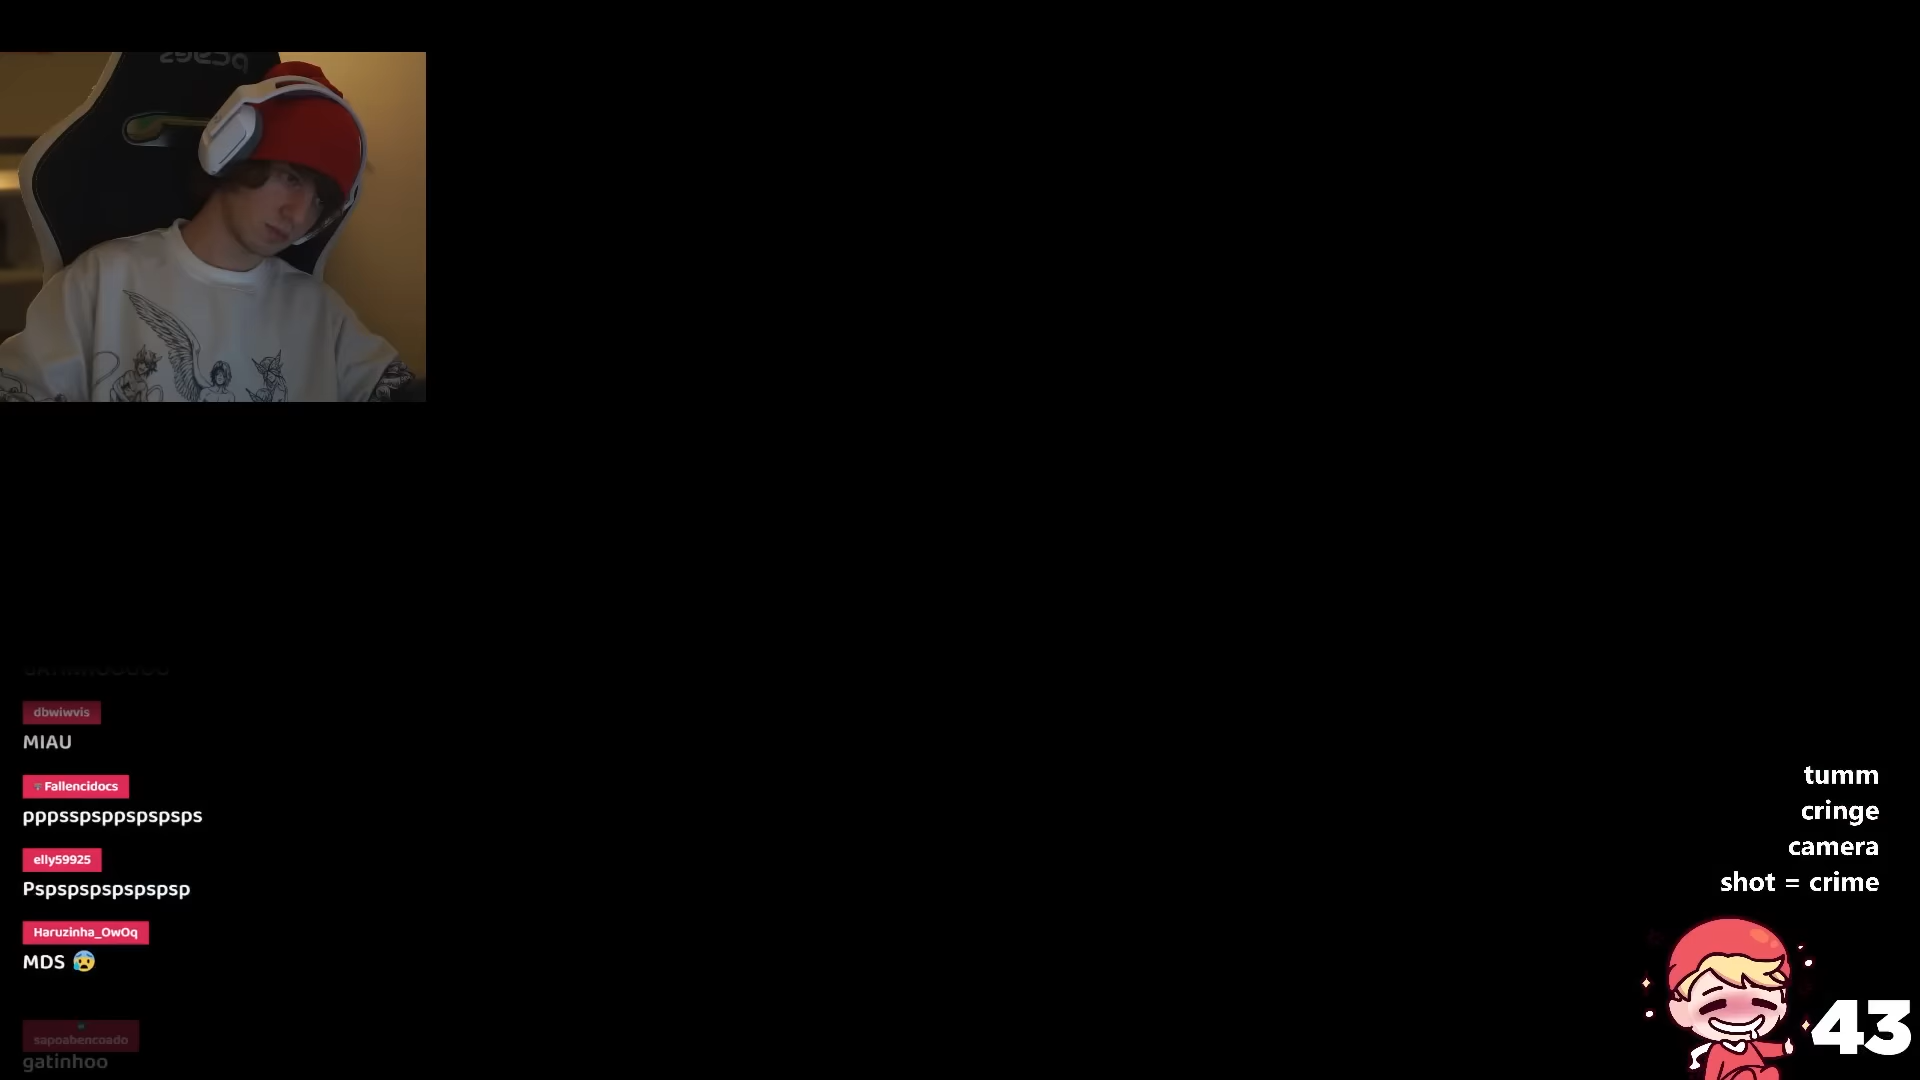 dbwiwvis
MIAU
Fallencidocs
pppsspsppspspsps
elly59925
Pspspspspspspsp
Haruzinha_OwOq
MDS 😰
sapoabencoado
gatinhoo
tumm
cringe
camera
shot = crime
43